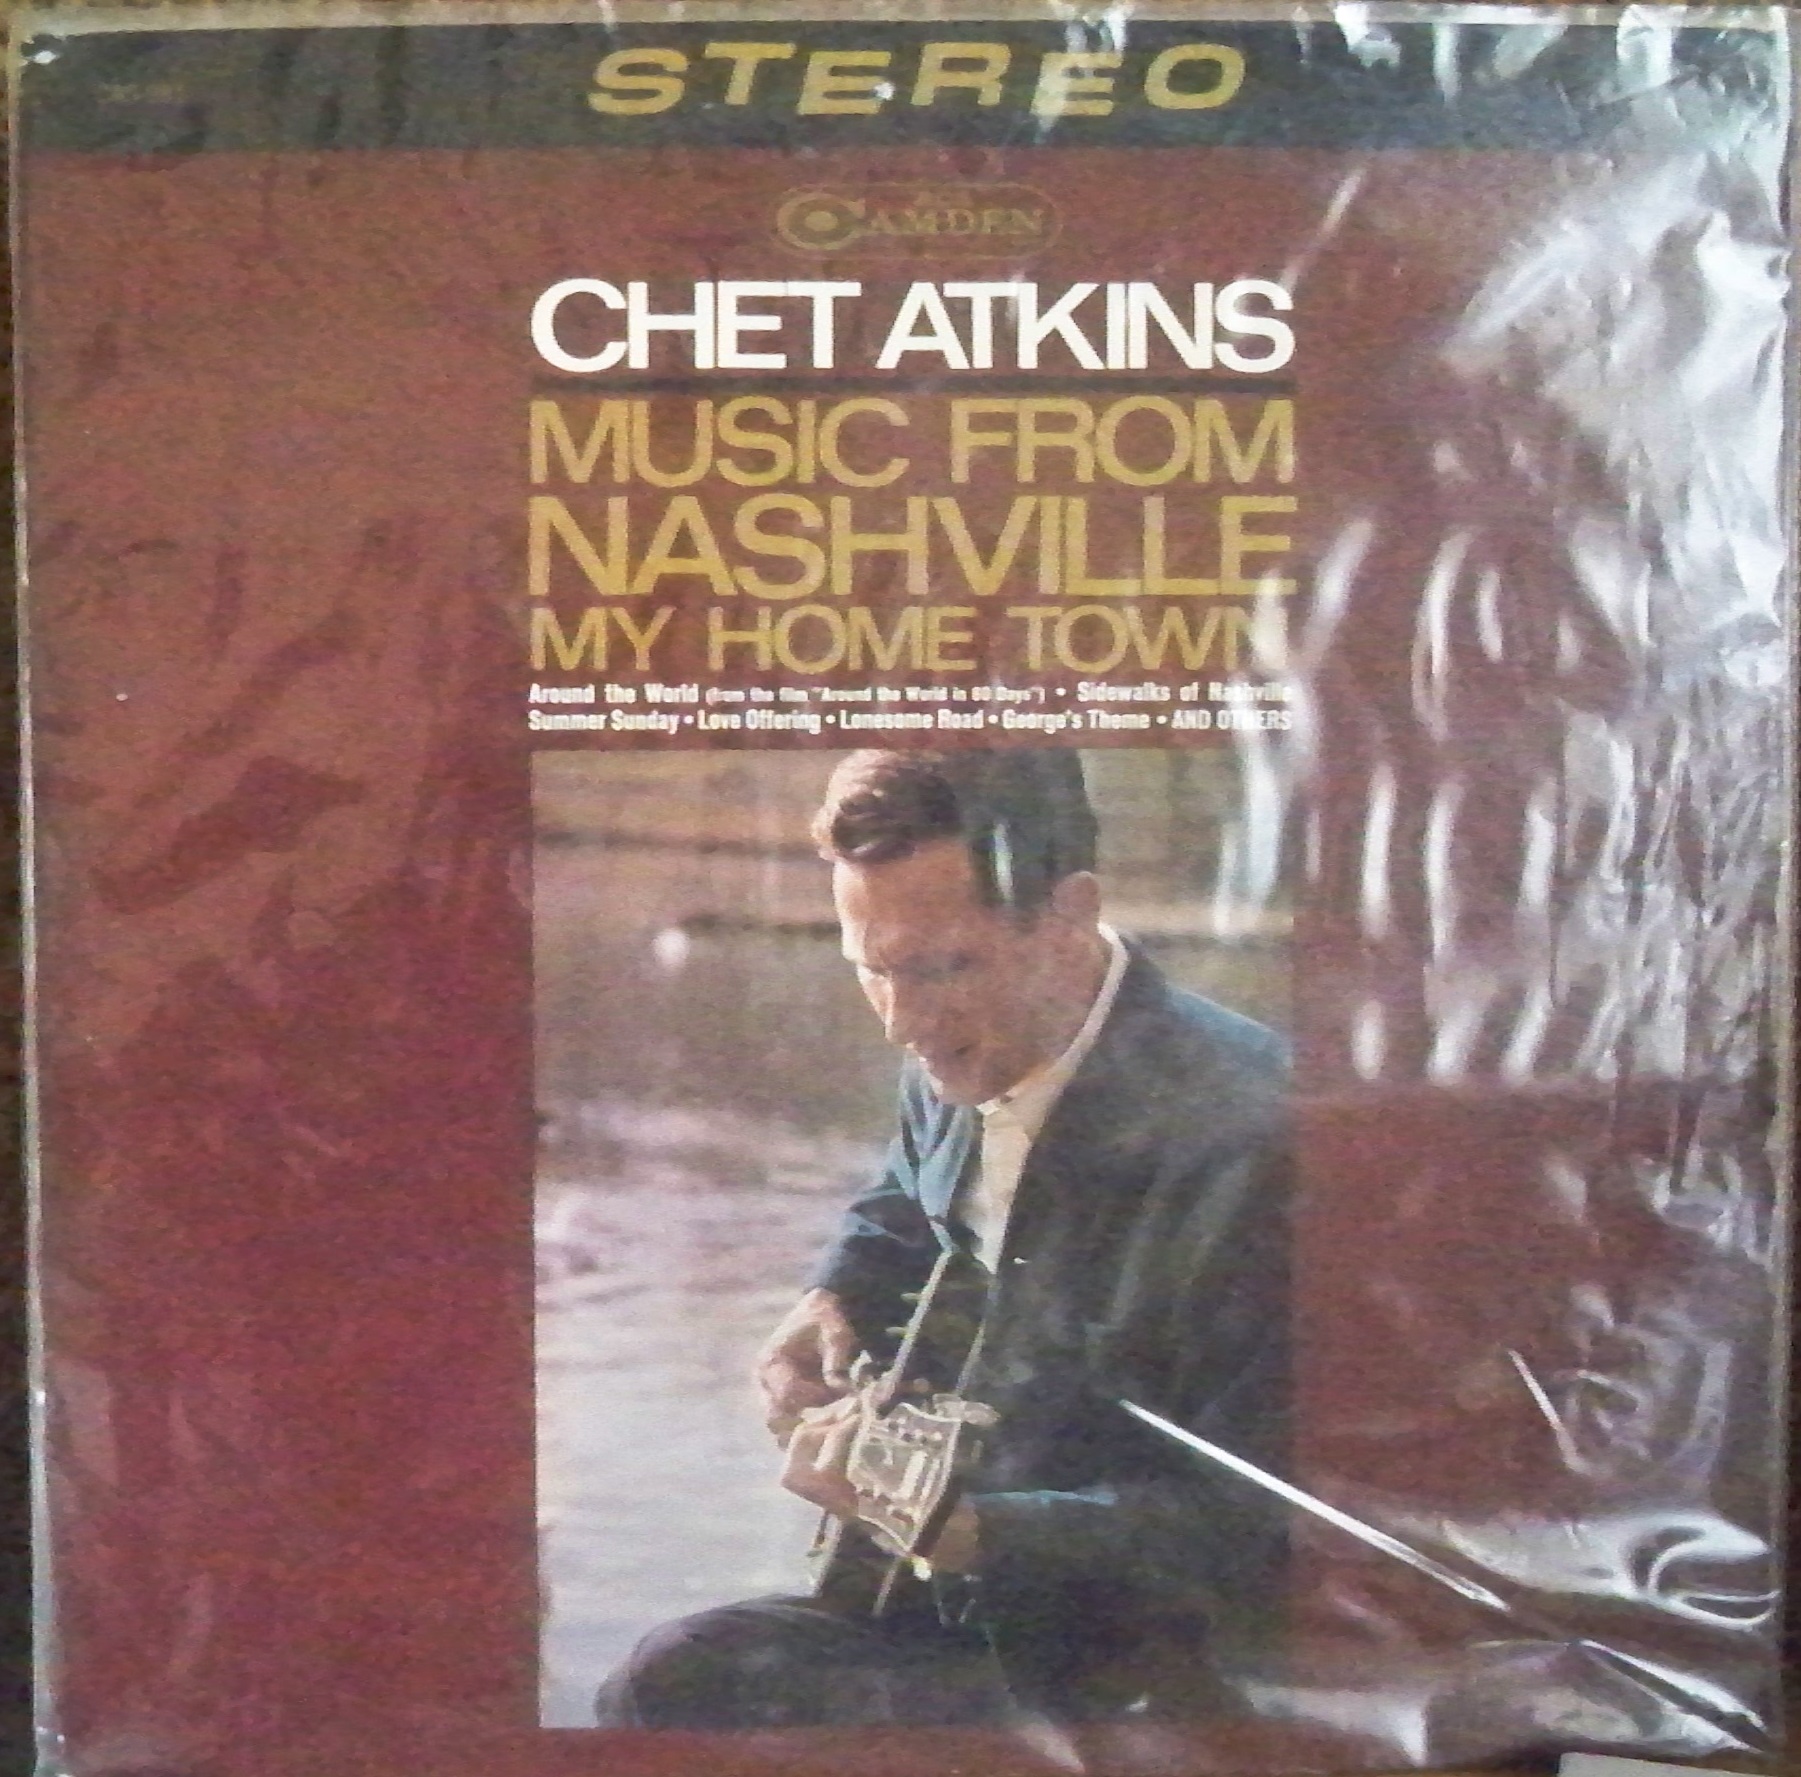 STEREO
RCA
CAMDEN
CHET ATKINS
MUSIC FROM
NASHVILLE
MY HOME TOWN
Around the World (from the film "Around the World in 80 Days") • Sidewalks of Nashville
Summer Sunday • Love Offering • Lonesome Road • George's Theme • AND OTHERS